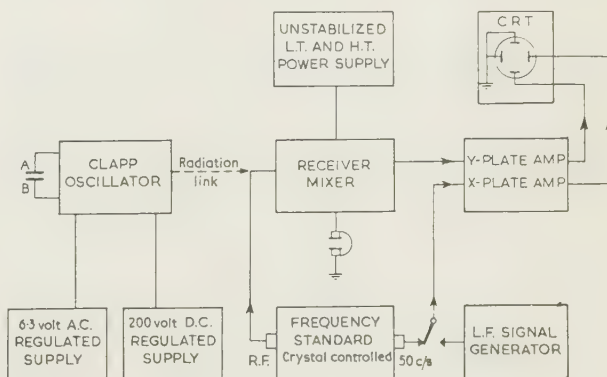 UNSTABILIZED
L.T. AND H.T.
POWER SUPPLY
C R T
A
B
CLAPP
OSCILLATOR
Radiation
link
RECEIVER
MIXER
Y-PLATE AMP
X-PLATE AMP
6·3 volt A.C.
REGULATED
SUPPLY
200 volt D.C.
REGULATED
SUPPLY
R.F.
FREQUENCY
STANDARD
Crystal controlled
50 c/s
L.F. SIGNAL
GENERATOR